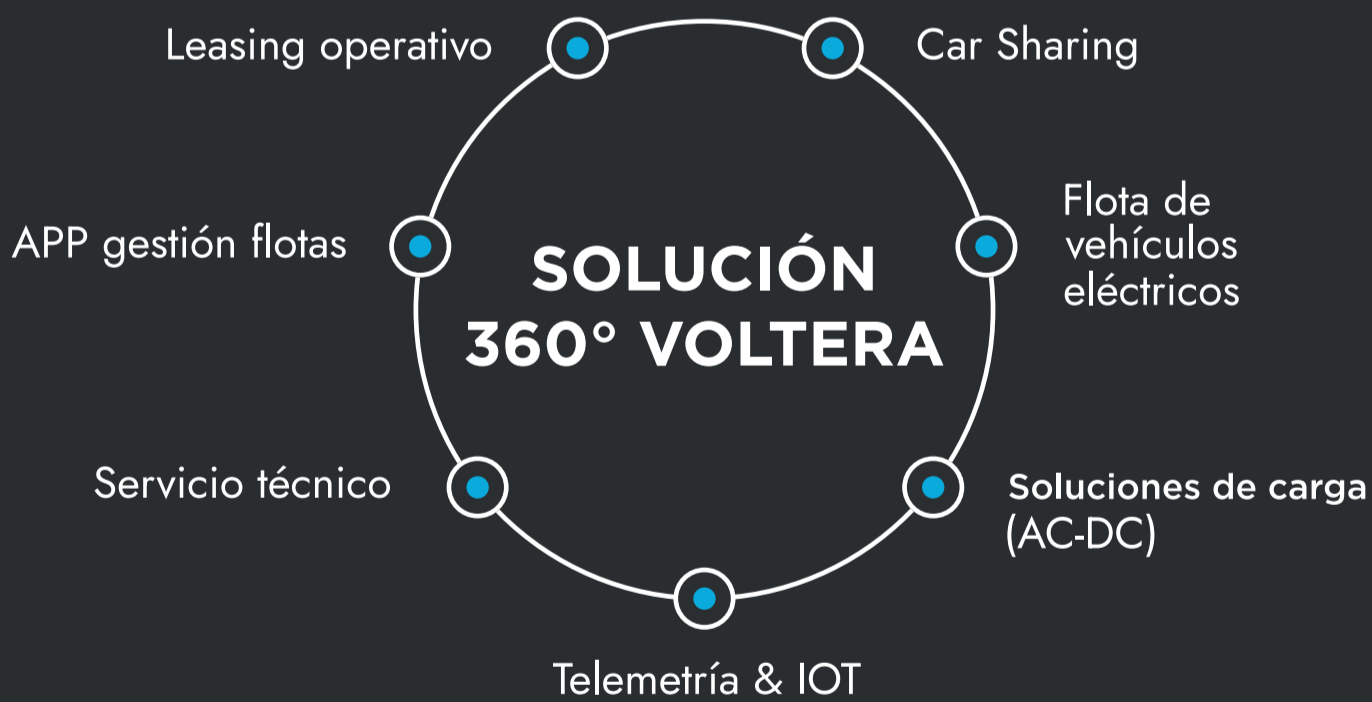 Leasing operativo
Car Sharing
APP gestión flotas
Flota de
vehículos
eléctricos
SOLUCIÓN
360° VOLTERA
Servicio técnico
Soluciones de carga
(AC-DC)
Telemetría & IOT